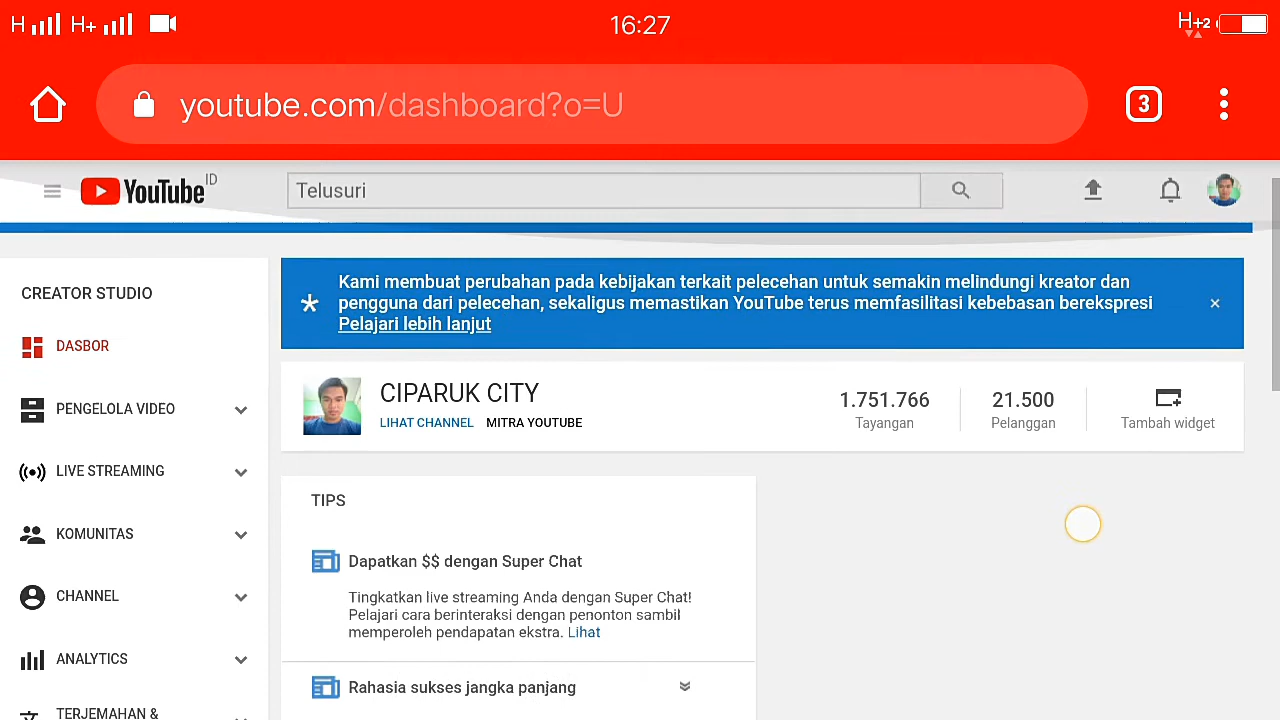 H H+ 16:27 H+2
youtube.com/dashboard?o=U 3
YouTube ID Telusuri
CREATOR STUDIO
DASBOR
PENGELOLA VIDEO
LIVE STREAMING
KOMUNITAS
CHANNEL
ANALYTICS
TERJEMAHAN &
Kami membuat perubahan pada kebijakan terkait pelecehan untuk semakin melindungi kreator dan
pengguna dari pelecehan, sekaligus memastikan YouTube terus memfasilitasi kebebasan berekspresi
Pelajari lebih lanjut
CIPARUK CITY
LIHAT CHANNEL MITRA YOUTUBE
1.751.766 21.500
Tayangan Pelanggan Tambah widget
TIPS
Dapatkan $$ dengan Super Chat
Tingkatkan live streaming Anda dengan Super Chat!
Pelajari cara berinteraksi dengan penonton sambil
memperoleh pendapatan ekstra. Lihat
Rahasia sukses jangka panjang